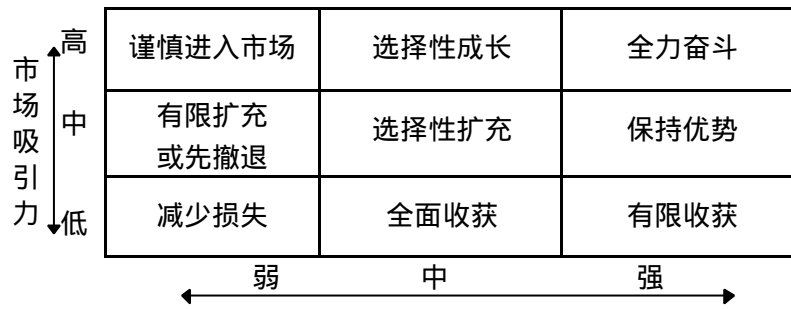 高 谨慎进入市场 选择性成长 全力奋斗
市场吸引力
中 有限扩充 选择性扩充 保持优势
或先撤退
低 减少损失 全面收获 有限收获
弱 中 强